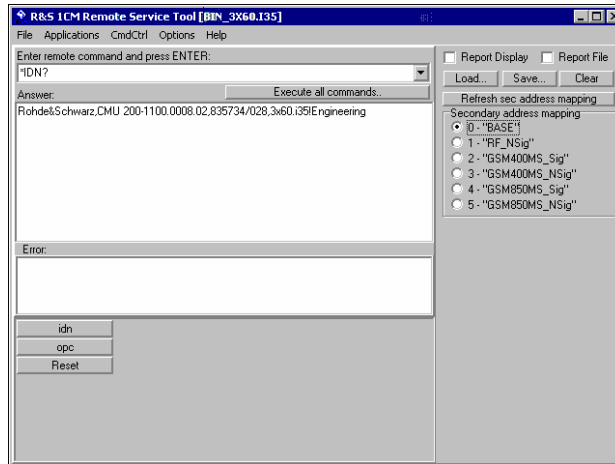 R&S 1CM Remote Service Tool [BIN_3X60.I35]
File Applications CmdCtrl Options Help
Enter remote command and press ENTER:
*IDN?
Answer:
Execute all commands..
Rohde&Schwarz,CMU 200-1100.0008.02,835734/028,3x60.i35!Engineering
Error:
idn
opc
Reset
Report Display
Report File
Load...
Save...
Clear
Refresh sec address mapping
Secondary address mapping
0 - "BASE"
1 - "RF_NSig"
2 - "GSM400MS_Sig"
3 - "GSM400MS_NSig"
4 - "GSM850MS_Sig"
5 - "GSM850MS_NSig"